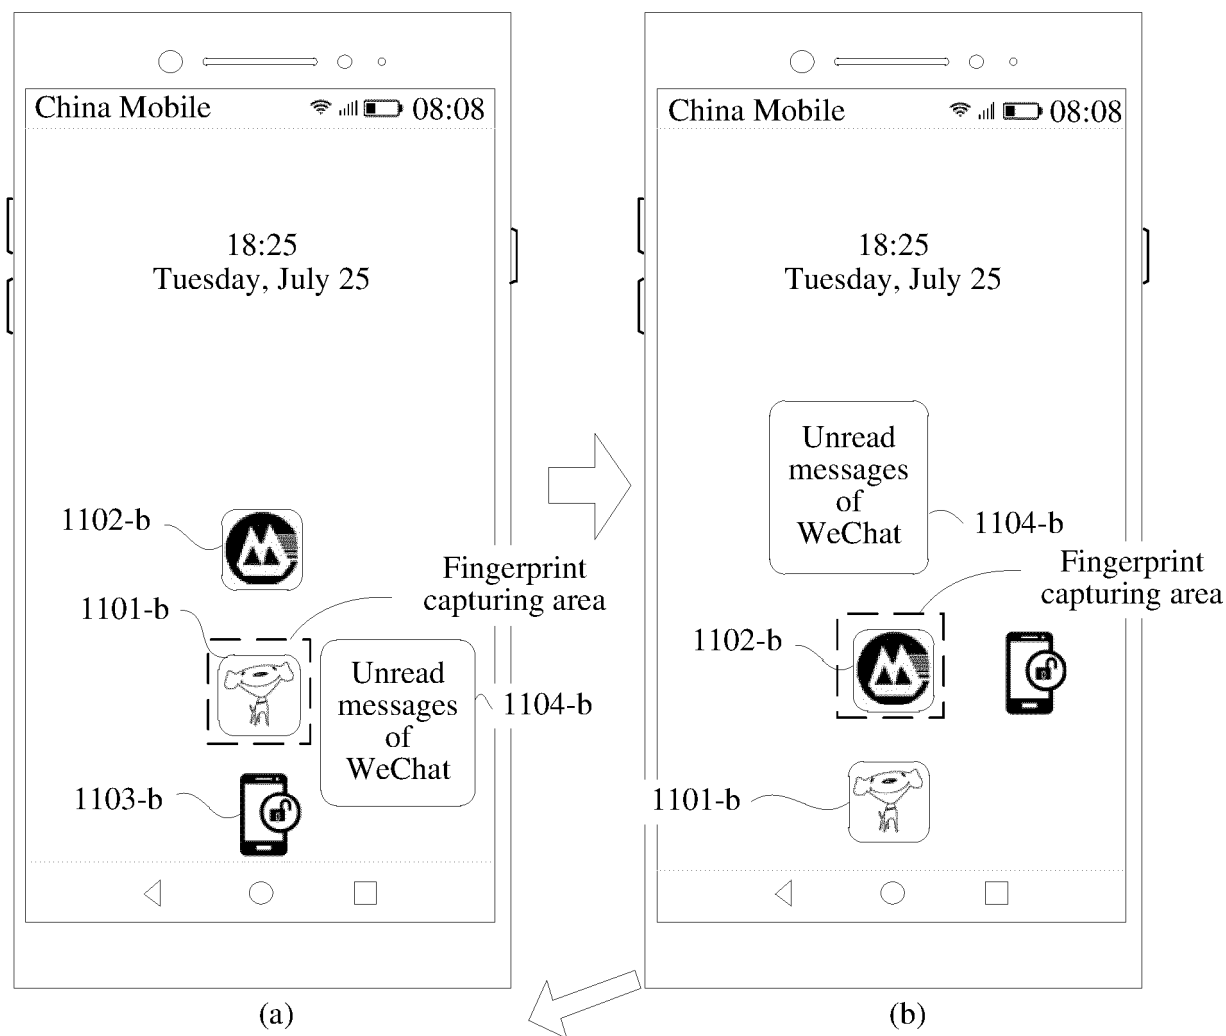 China Mobile
08:08
18:25
Tuesday, July 25
1102-b
Fingerprint
capturing area
1101-b
Unread
messages
of
WeChat
1104-b
1103-b
(a)
China Mobile
08:08
18:25
Tuesday, July 25
Unread
messages
of
WeChat
1104-b
Fingerprint
capturing area
1102-b
1101-b
(b)